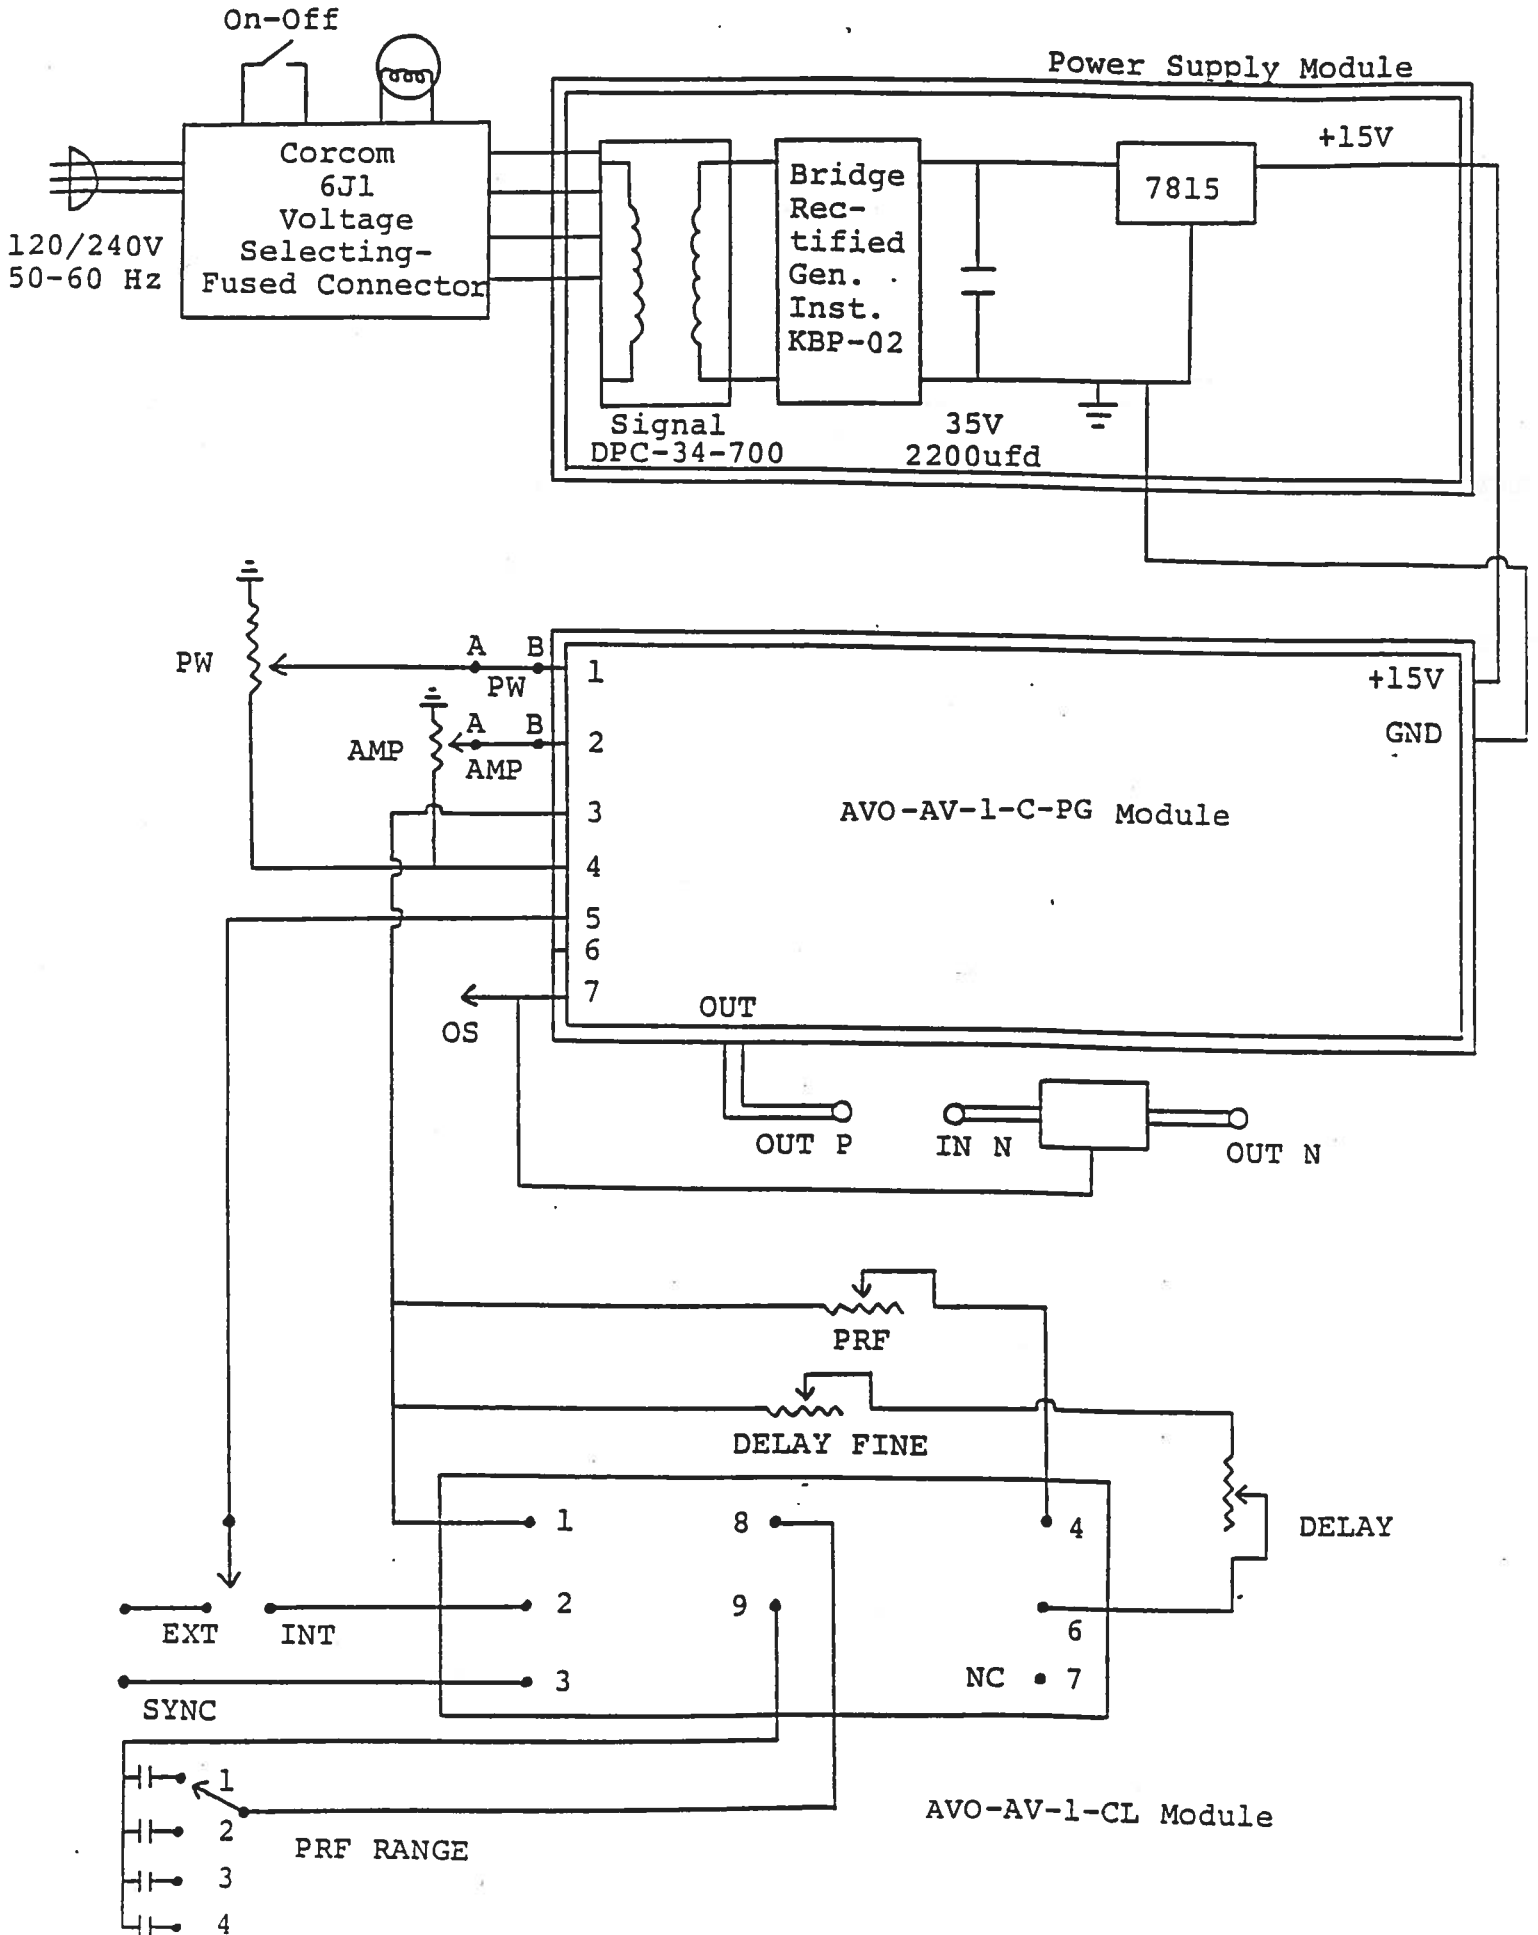 On-Off
Power Supply Module
Corcom
6J1
Voltage
Selecting-
Fused Connector
120/240V
50-60 Hz
Bridge
Rec-
tified
Gen.
Inst.
KBP-02
7815
+15V
Signal
DPC-34-700
35V
2200ufd
PW
A B
PW
1
AMP
A B
AMP
2
3
4
5
6
7
OS
+15V
GND
AVO-AV-1-C-PG Module
OUT
OUT P
IN N
OUT N
PRF
DELAY FINE
DELAY
1
8
4
2
9
6
3
NC 7
EXT
INT
SYNC
1
2
3
4
PRF RANGE
AVO-AV-1-CL Module